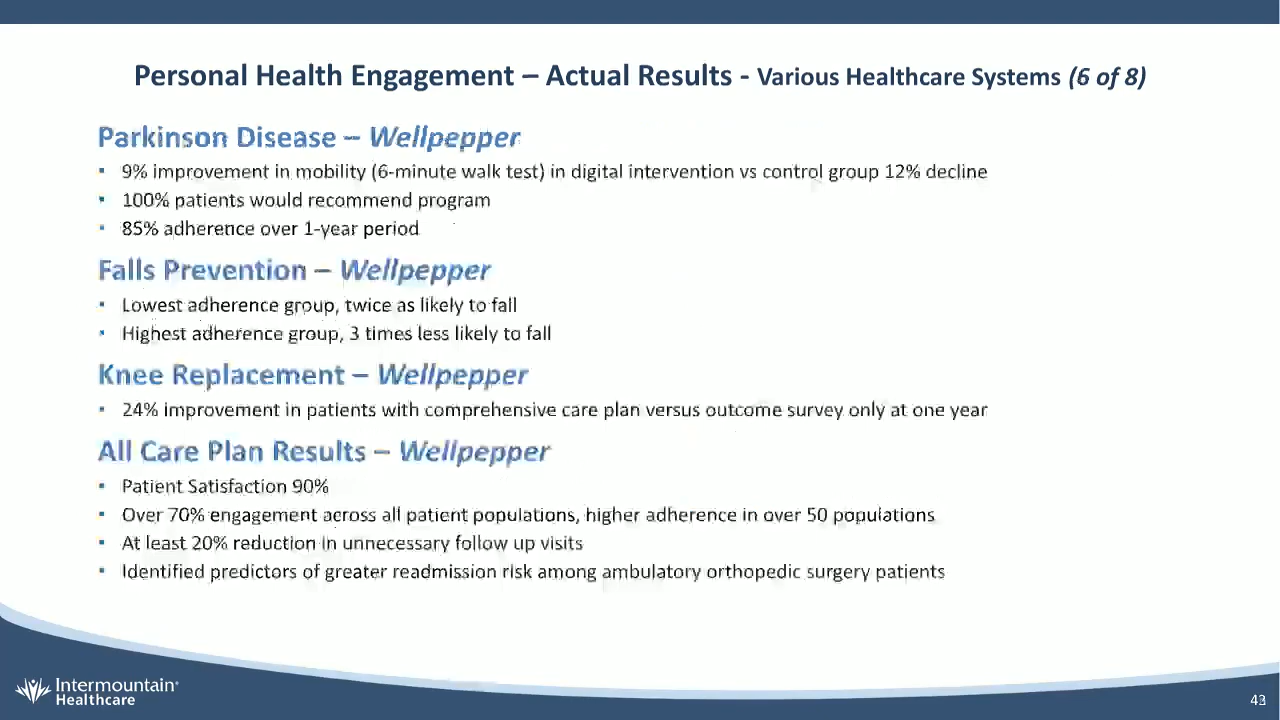 Personal Health Engagement – Actual Results - Various Healthcare Systems (6 of 8)
Parkinson Disease – Wellpepper
▪ 9% improvement in mobility (6-minute walk test) in digital intervention vs control group 12% decline
▪ 100% patients would recommend program
▪ 85% adherence over 1-year period
Falls Prevention – Wellpepper
▪ Lowest adherence group, twice as likely to fall
▪ Highest adherence group, 3 times less likely to fall
Knee Replacement – Wellpepper
▪ 24% improvement in patients with comprehensive care plan versus outcome survey only at one year
All Care Plan Results – Wellpepper
▪ Patient Satisfaction 90%
▪ Over 70% engagement across all patient populations, higher adherence in over 50 populations
▪ At least 20% reduction in unnecessary follow up visits
▪ Identified predictors of greater readmission risk among ambulatory orthopedic surgery patients
Intermountain
Healthcare